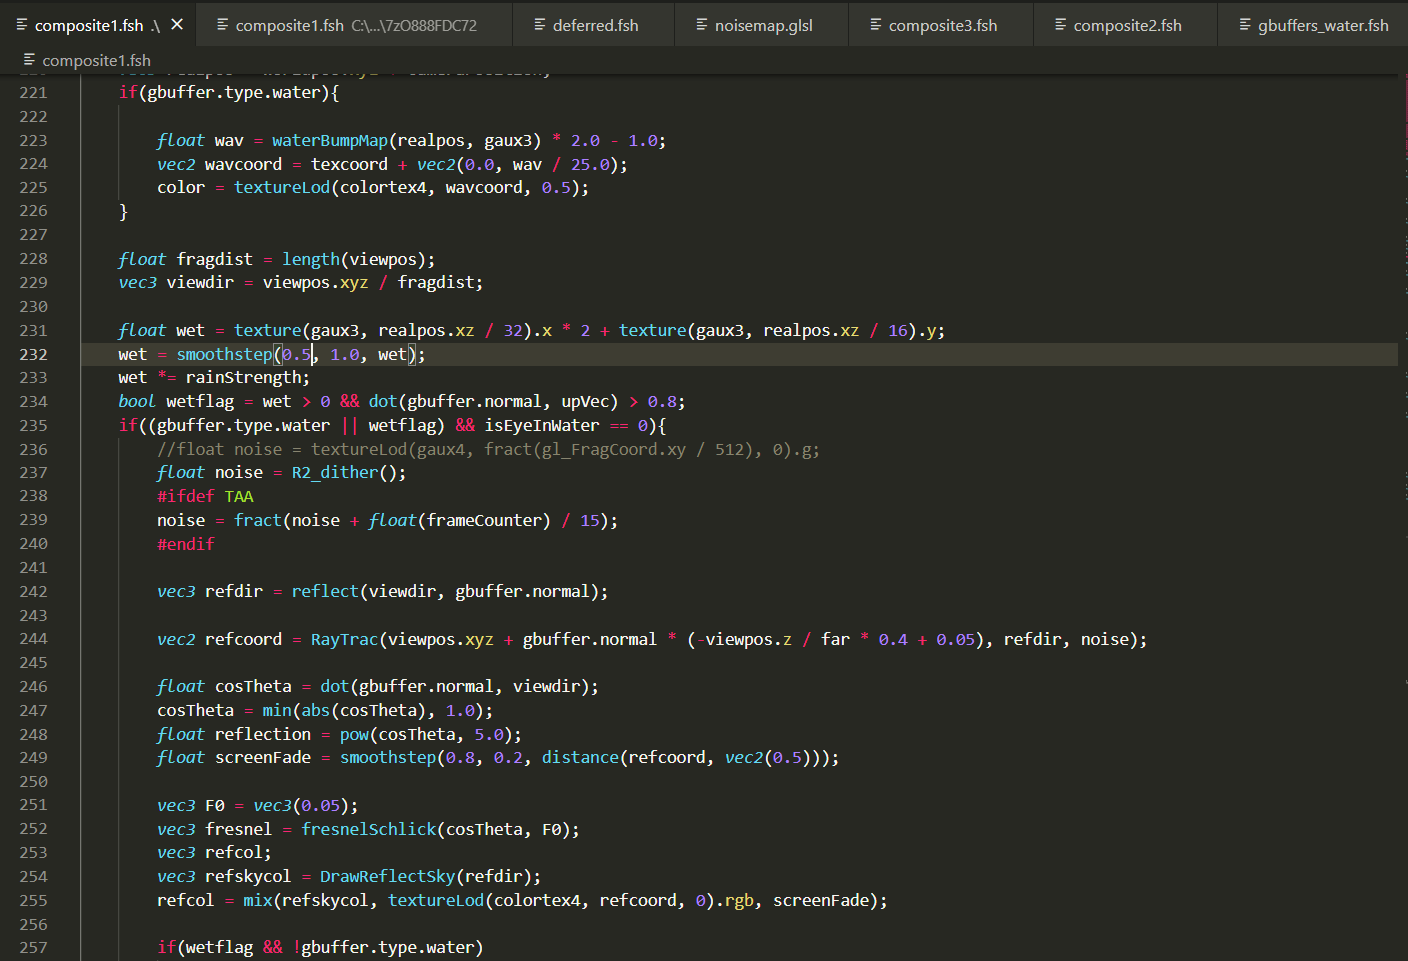 composite1.fsh .\ composite1.fsh C:\...\7zO888FDC72 deferred.fsh noisemap.glsl composite3.fsh composite2.fsh gbuffers_water.fsh
composite1.fsh
221 if(gbuffer.type.water){
222
223 float wav = waterBumpMap(realpos, gaux3) * 2.0 - 1.0;
224 vec2 wavcoord = texcoord + vec2(0.0, wav / 25.0);
225 color = textureLod(colortex4, wavcoord, 0.5);
226 }
227
228 float fragdist = length(viewpos);
229 vec3 viewdir = viewpos.xyz / fragdist;
230
231 float wet = texture(gaux3, realpos.xz / 32).x * 2 + texture(gaux3, realpos.xz / 16).y;
232 wet = smoothstep(0.5, 1.0, wet);
233 wet *= rainStrength;
234 bool wetflag = wet > 0 && dot(gbuffer.normal, upVec) > 0.8;
235 if((gbuffer.type.water || wetflag) && isEyeInWater == 0){
236 //float noise = textureLod(gaux4, fract(gl_FragCoord.xy / 512), 0).g;
237 float noise = R2_dither();
238 #ifdef TAA
239 noise = fract(noise + float(frameCounter) / 15);
240 #endif
241
242 vec3 refdir = reflect(viewdir, gbuffer.normal);
243
244 vec2 refcoord = RayTrac(viewpos.xyz + gbuffer.normal * (-viewpos.z / far * 0.4 + 0.05), refdir, noise);
245
246 float cosTheta = dot(gbuffer.normal, viewdir);
247 cosTheta = min(abs(cosTheta), 1.0);
248 float reflection = pow(cosTheta, 5.0);
249 float screenFade = smoothstep(0.8, 0.2, distance(refcoord, vec2(0.5)));
250
251 vec3 F0 = vec3(0.05);
252 vec3 fresnel = fresnelSchlick(cosTheta, F0);
253 vec3 refcol;
254 vec3 refskycol = DrawReflectSky(refdir);
255 refcol = mix(refskycol, textureLod(colortex4, refcoord, 0).rgb, screenFade);
256
257 if(wetflag && !gbuffer.type.water)